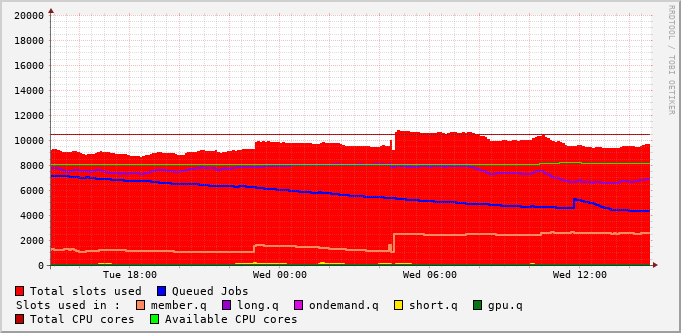 RRDTOOL / TOBI OETIKER
20000
18000
16000
14000
12000
10000
8000
6000
4000
2000
0
Tue 18:00 Wed 00:00 Wed 06:00 Wed 12:00
Total slots used Queued Jobs
Slots used in : member.q long.q ondemand.q short.q gpu.q
Total CPU cores Available CPU cores